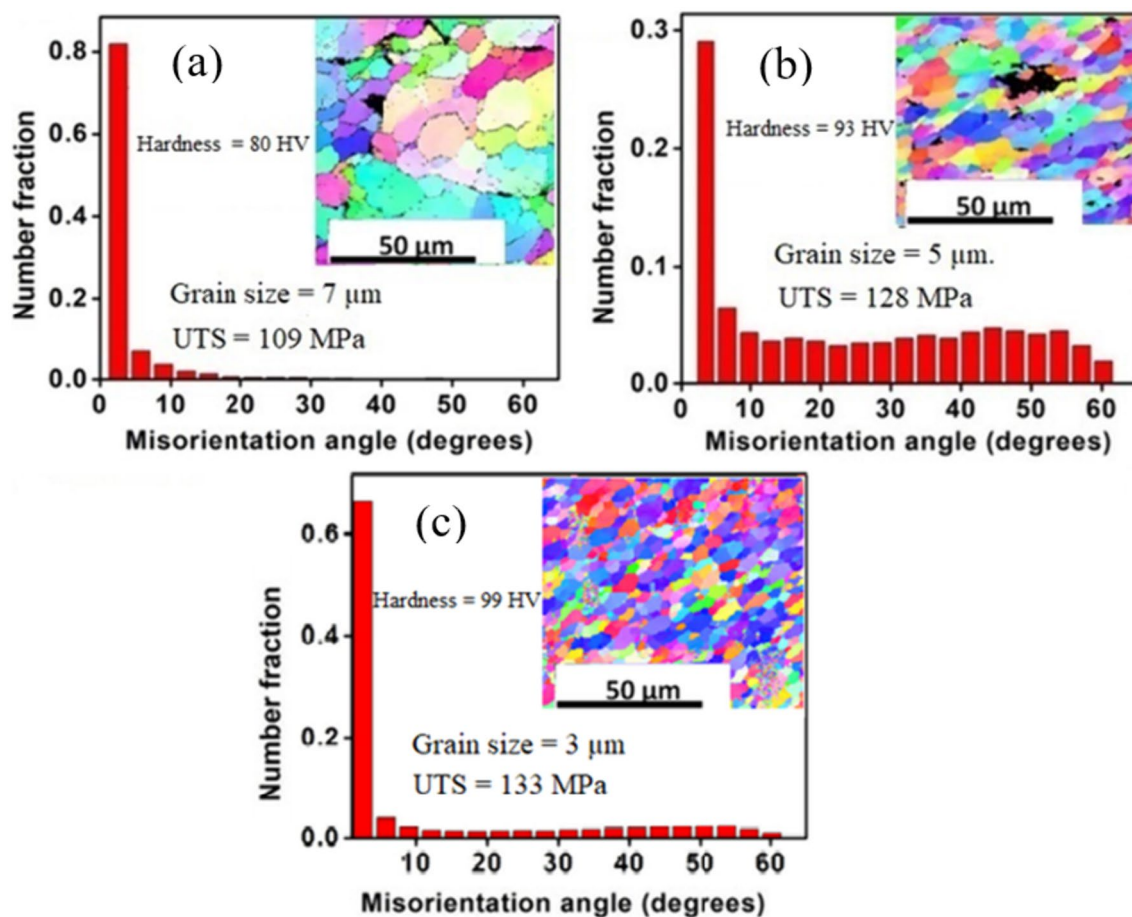 (a)
Hardness = 80 HV
50 μm
Grain size = 7 μm
UTS = 109 MPa
Number fraction
0.8
0.6
0.4
0.2
0.0
0 10 20 30 40 50 60
Misorientation angle (degrees)
(b)
Hardness = 93 HV
50 μm
Grain size = 5 μm.
UTS = 128 MPa
Number fraction
0.3
0.2
0.1
0.0
0 10 20 30 40 50 60
Misorientation angle (degrees)
(c)
Hardness = 99 HV
50 μm
Grain size = 3 μm
UTS = 133 MPa
Number fraction
0.6
0.4
0.2
0.0
10 20 30 40 50 60
Misorientation angle (degrees)